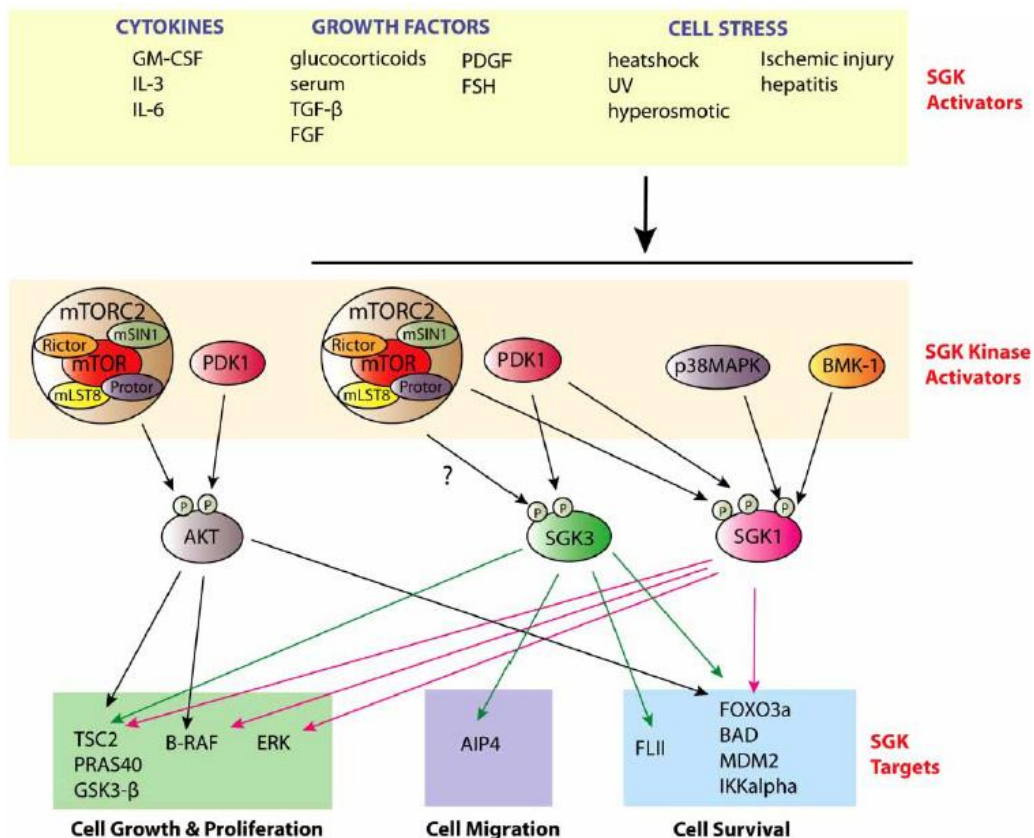 CYTOKINES
GM-CSF
IL-3
IL-6
GROWTH FACTORS
glucocorticoids
serum
TGF-β
FGF
PDGF
FSH
CELL STRESS
heatshock
UV
hyperosmotic
Ischemic injury
hepatitis
SGK
Activators
mTORC2
mSIN1
Rictor
mTOR
mLST8
Protor
PDK1
mTORC2
mSIN1
Rictor
mTOR
mLST8
Protor
PDK1
p38MAPK
BMK-1
SGK Kinase
Activators
?
P
P
AKT
P
P
SGK3
P
P
P
SGK1
TSC2
PRAS40
GSK3-β
B-RAF
ERK
AIP4
FLII
FOXO3a
BAD
MDM2
IKKalpha
SGK
Targets
Cell Growth & Proliferation
Cell Migration
Cell Survival